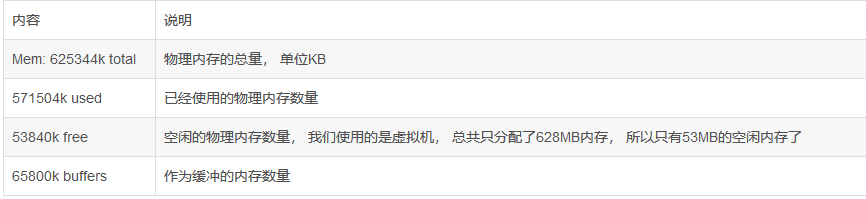 内容 说明
Mem: 625344k total 物理内存的总量， 单位KB
571504k used 已经使用的物理内存数量
53840k free 空闲的物理内存数量， 我们使用的是虚拟机， 总共只分配了628MB内存， 所以只有53MB的空闲内存了
65800k buffers 作为缓冲的内存数量